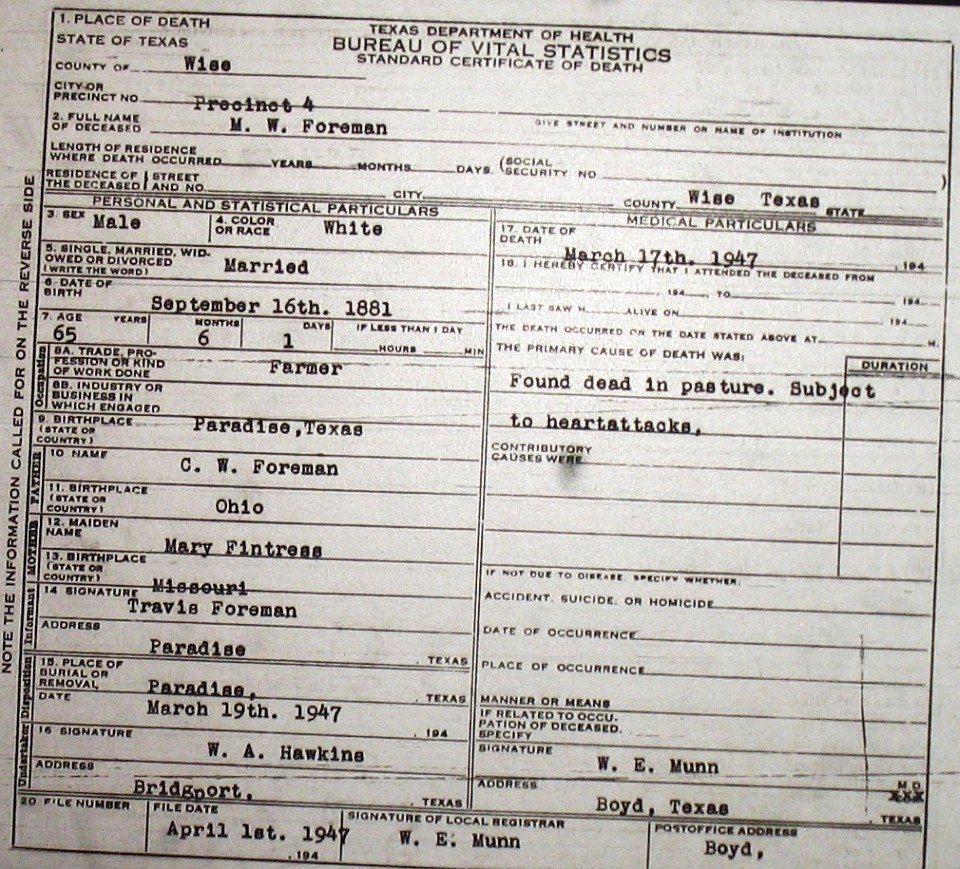 1. PLACE OF DEATH
TEXAS DEPARTMENT OF HEALTH
BUREAU OF VITAL STATISTICS
STANDARD CERTIFICATE OF DEATH
STATE OF TEXAS
COUNTY OF Wise
CITY OR
PRECINCT NO. Precinct 4
2. FULL NAME
OF DECEASED M. W. Foreman
GIVE STREET AND NUMBER OR NAME OF INSTITUTION
LENGTH OF RESIDENCE
WHERE DEATH OCCURRED YEARS MONTHS DAYS. (SOCIAL
SECURITY NO. )
RESIDENCE OF STREET
THE DECEASED AND NO. CITY COUNTY Wise Texas STATE
PERSONAL AND STATISTICAL PARTICULARS
3. SEX Male
4. COLOR
OR RACE White
5. SINGLE, MARRIED, WID-
OWED OR DIVORCED
(WRITE THE WORD) Married
6 DATE OF
BIRTH September 16th. 1881
7. AGE YEARS MONTHS DAYS IF LESS THAN 1 DAY
65 6 1 HOURS MIN
Occupation
8A. TRADE, PRO-
FESSION OR KIND
OF WORK DONE Farmer
8B. INDUSTRY OR
BUSINESS IN
WHICH ENGAGED
9. BIRTHPLACE
(STATE OR
COUNTRY) Paradise,Texas
FATHER
10 NAME C. W. Foreman
11. BIRTHPLACE
(STATE OR
COUNTRY) Ohio
MOTHER
12. MAIDEN
NAME Mary Fintress
13. BIRTHPLACE
(STATE OR
COUNTRY) Missouri
Informant
14 SIGNATURE
Travis Foreman
ADDRESS
Paradise , TEXAS
Disposition
15. PLACE OF
BURIAL OR
REMOVAL Paradise, , TEXAS
DATE
March 19th. 1947 , 194
Undertaker
16 SIGNATURE
W. A. Hawkins
ADDRESS
Bridgport, , TEXAS
MEDICAL PARTICULARS
17. DATE OF
DEATH March 17th. 1947 , 194
18. I HEREBY CERTIFY THAT I ATTENDED THE DECEASED FROM
, 194 , TO , 194
I LAST SAW H ALIVE ON , 194
THE DEATH OCCURRED ON THE DATE STATED ABOVE AT M.
THE PRIMARY CAUSE OF DEATH WAS: DURATION
Found dead in pasture. Subject
to heartattacks,
CONTRIBUTORY
CAUSES WERE
IF NOT DUE TO DISEASE, SPECIFY WHETHER:
ACCIDENT, SUICIDE, OR HOMICIDE
DATE OF OCCURRENCE
PLACE OF OCCURRENCE
MANNER OR MEANS
IF RELATED TO OCCU-
PATION OF DECEASED,
SPECIFY
SIGNATURE
W. E. Munn M.D.
XXX
ADDRESS
Boyd, Texas , TEXAS
20 FILE NUMBER
FILE DATE
April 1st. 1947
, 194
SIGNATURE OF LOCAL REGISTRAR
W. E. Munn
POSTOFFICE ADDRESS
Boyd,
NOTE THE INFORMATION CALLED FOR ON THE REVERSE SIDE